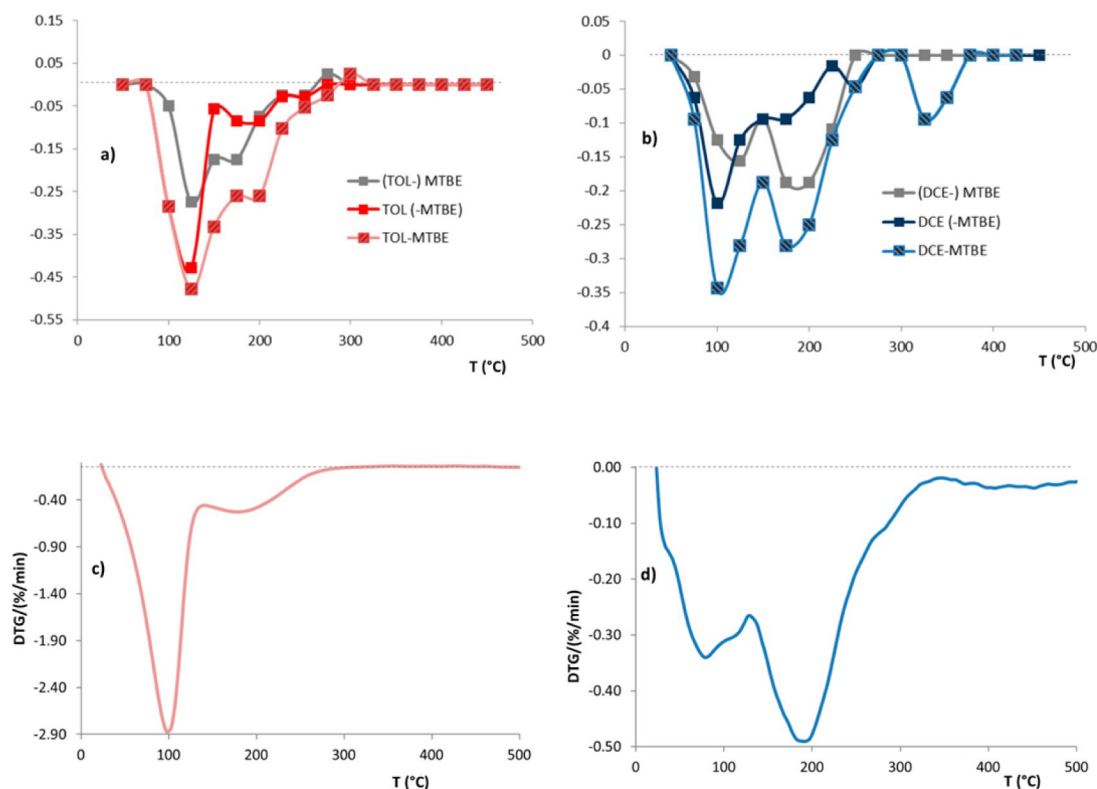 0.15
0.05
-0.05
-0.15
-0.25
-0.35
-0.45
-0.55
a)
(TOL-) MTBE
TOL (-MTBE)
TOL-MTBE
0 100 200 300 400 500
T (°C)
0.05
0
-0.05
-0.1
-0.15
-0.2
-0.25
-0.3
-0.35
-0.4
b)
(DCE-) MTBE
DCE (-MTBE)
DCE-MTBE
0 100 200 300 400 500
T (°C)
DTG/(%/min)
-0.40
-0.90
-1.40
-1.90
-2.40
-2.90
c)
0 100 200 300 400 500
T (°C)
DTG/(%/min)
0.00
-0.10
-0.20
-0.30
-0.40
-0.50
d)
0 100 200 300 400 500
T (°C)